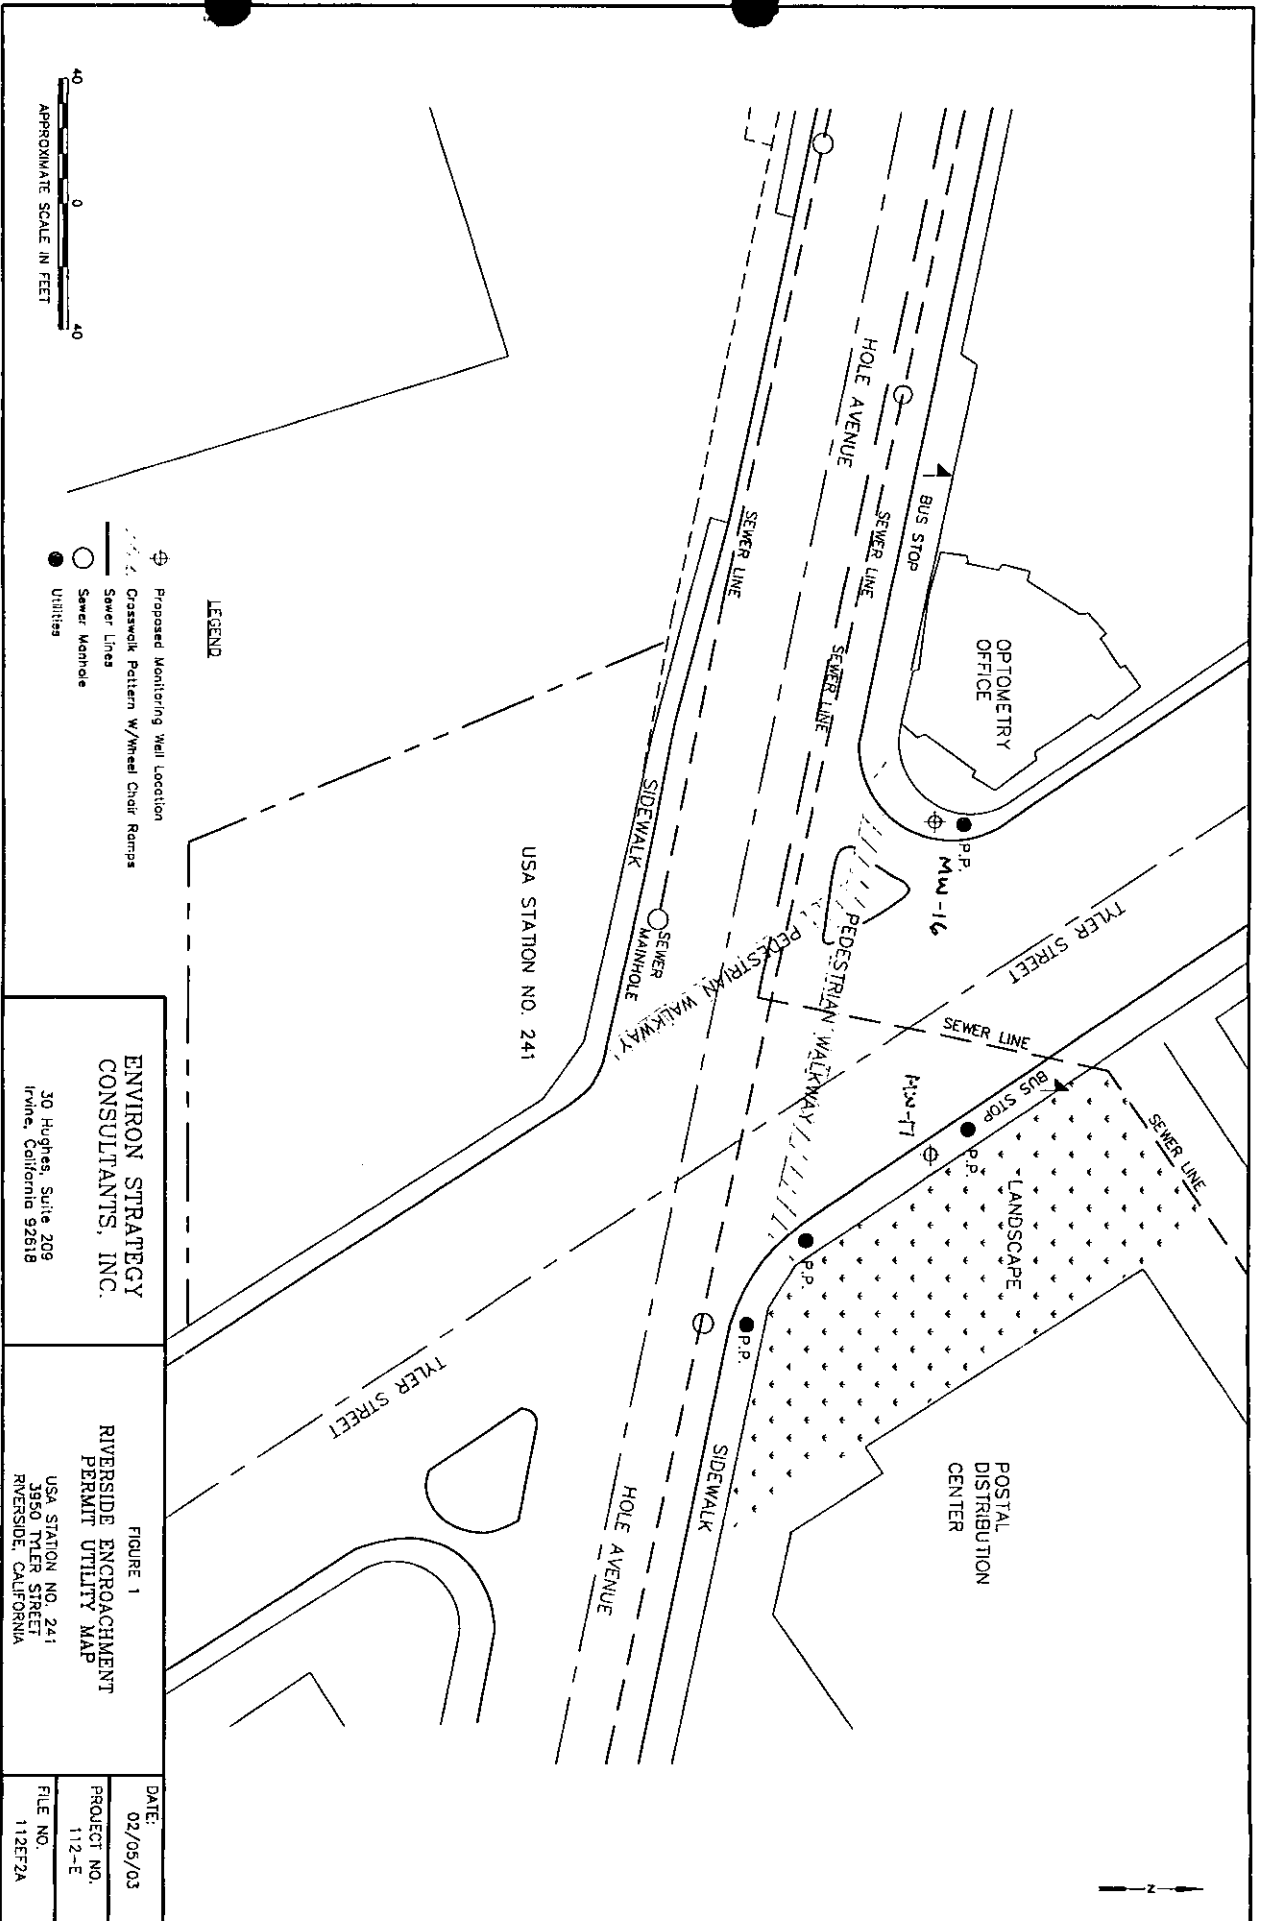 POSTAL
DISTRIBUTION
CENTER
OPTOMETRY
OFFICE
LANDSCAPE
SEWER LINE
SEWER LINE
BUS STOP
TYLER STREET
P.P.
P.P.
P.P.
P.P.
MW-16
MW-17
BUS STOP
HOLE AVENUE
SEWER LINE
SEWER LINE
SEWER LINE
PEDESTRIAN WALKWAY
PEDESTRIAN WALKWAY
SEWER
MAINHOLE
SIDEWALK
SIDEWALK
HOLE AVENUE
TYLER STREET
USA STATION NO. 241
N
LEGEND
Proposed Monitoring Well Location
Crosswalk Pattern W/Wheel Chair Ramps
Sewer Lines
Sewer Manhole
Utilities
40 0 40
APPROXIMATE SCALE IN FEET
ENVIRON STRATEGY
CONSULTANTS, INC.
30 Hughes, Suite 209
Irvine, California 92618
FIGURE 1
RIVERSIDE ENCROACHMENT
PERMIT UTILITY MAP
USA STATION NO. 241
3950 TYLER STREET
RIVERSIDE, CALIFORNIA
DATE:
02/05/03
PROJECT NO.
112-E
FILE NO.
112EF2A